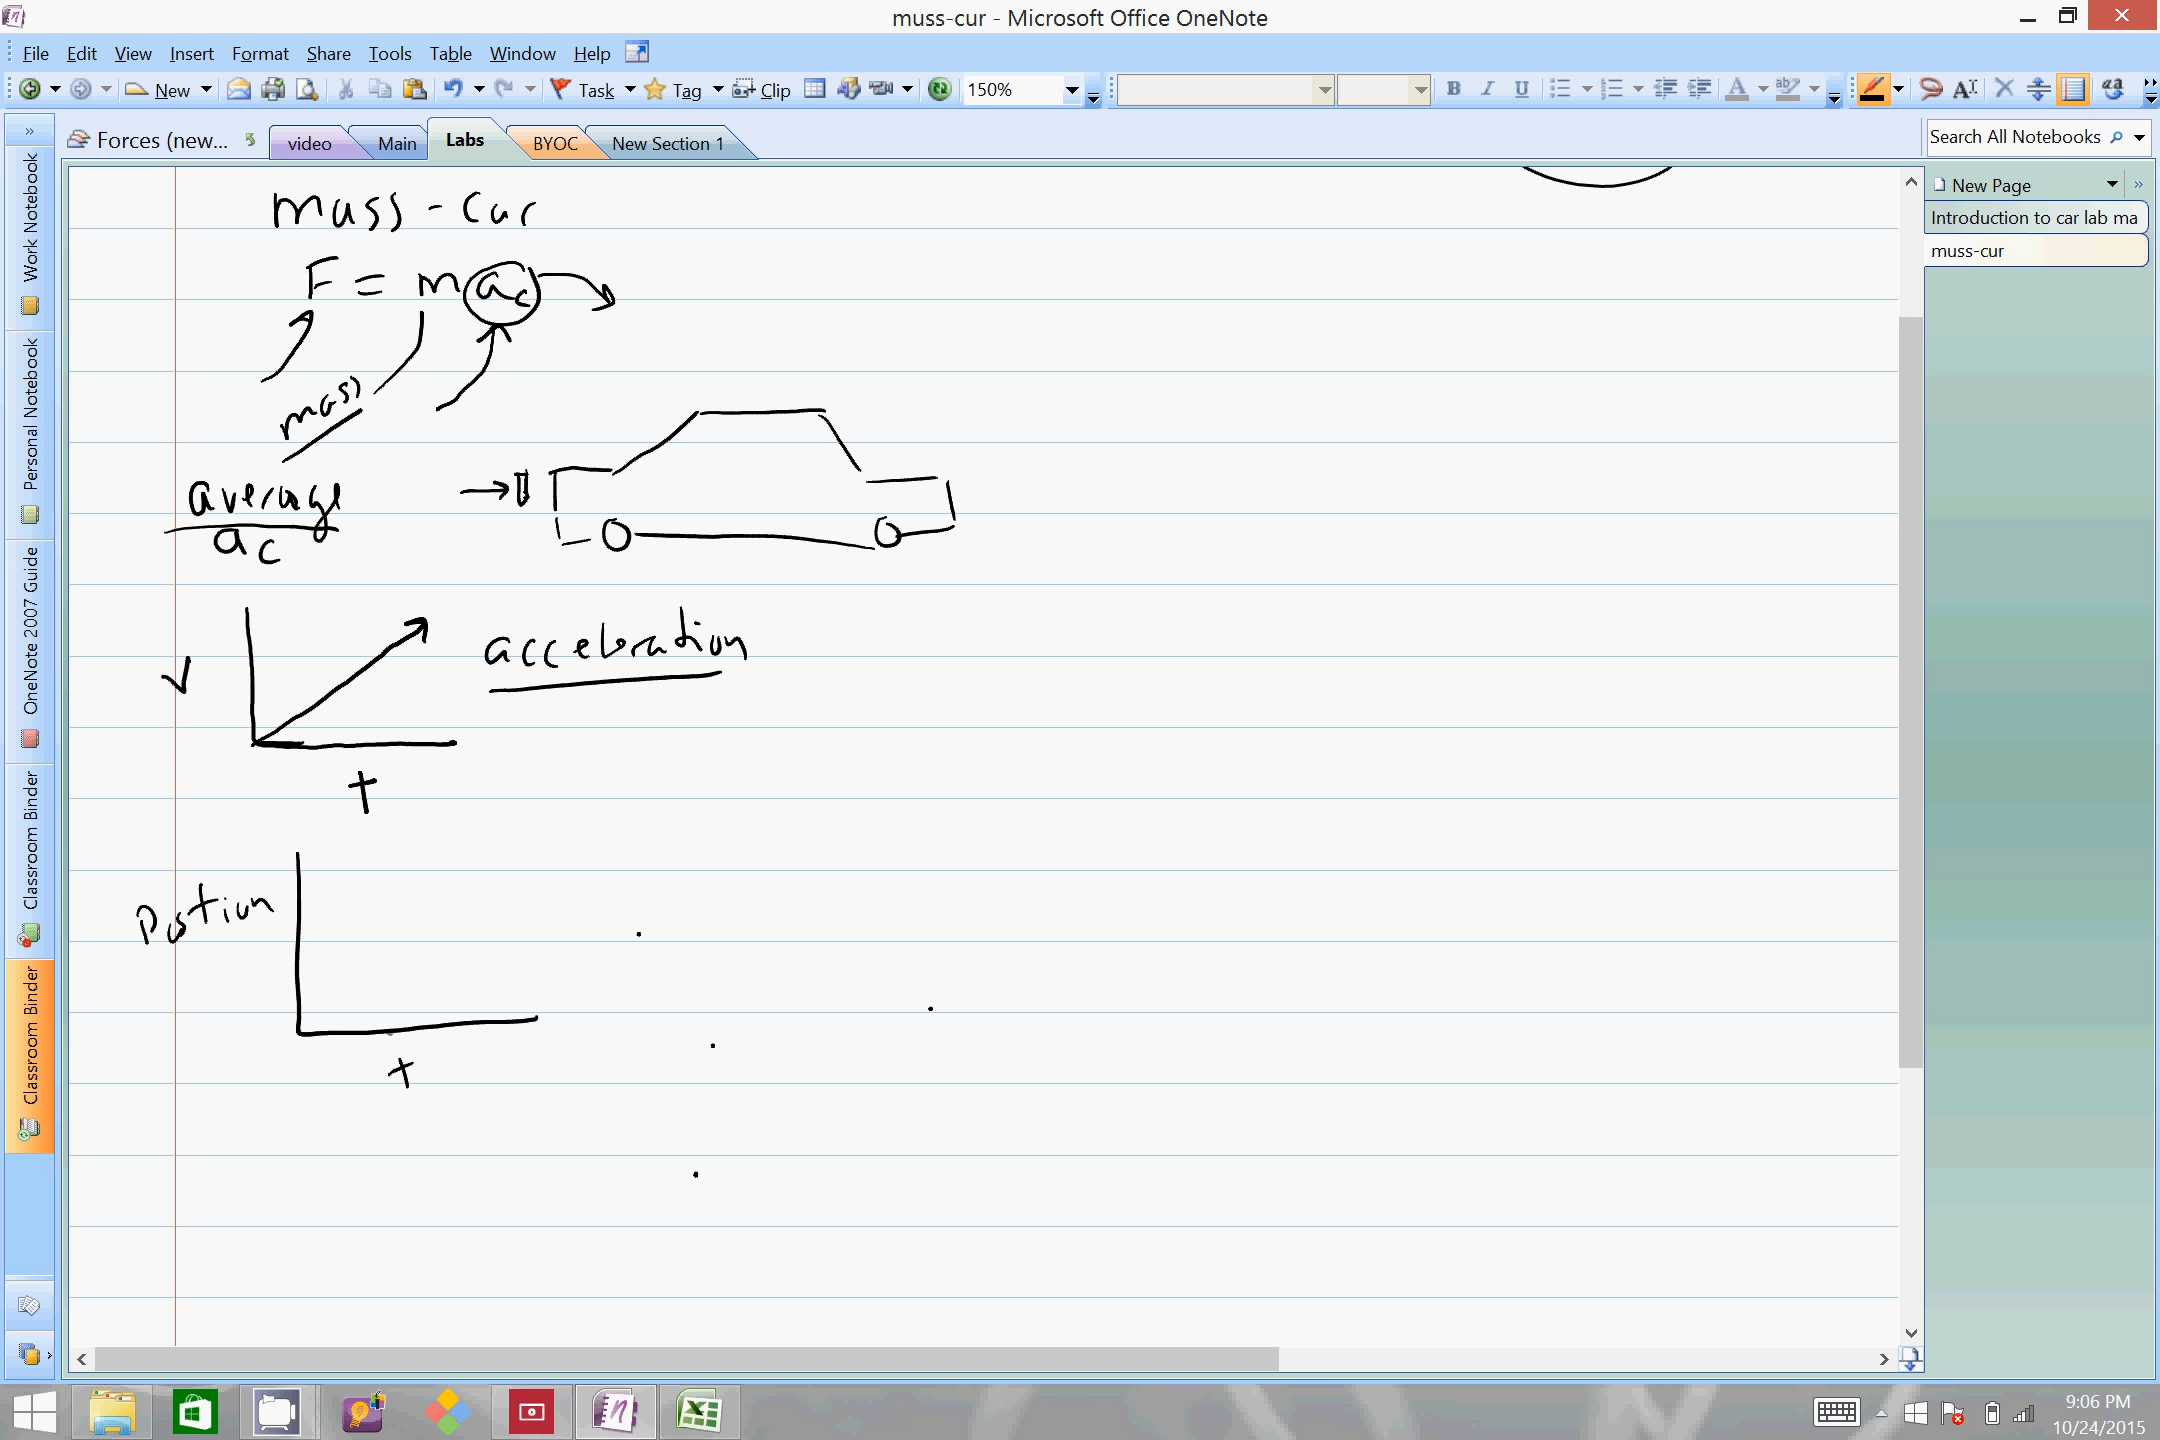 muss-cur - Microsoft Office OneNote
File Edit View Insert Format Share Tools Table Window Help
New Task Tag Clip 150% B I U A
Forces (new... video Main Labs BYOC New Section 1 Search All Notebooks
New Page
Introduction to car lab ma
muss-cur
Work Notebook
Personal Notebook
OneNote 2007 Guide
Classroom Binder
Classroom Binder
mass - car
F = m ac
mass
average
ac
v
acceleration
t
Postion
t
9:06 PM
10/24/2015